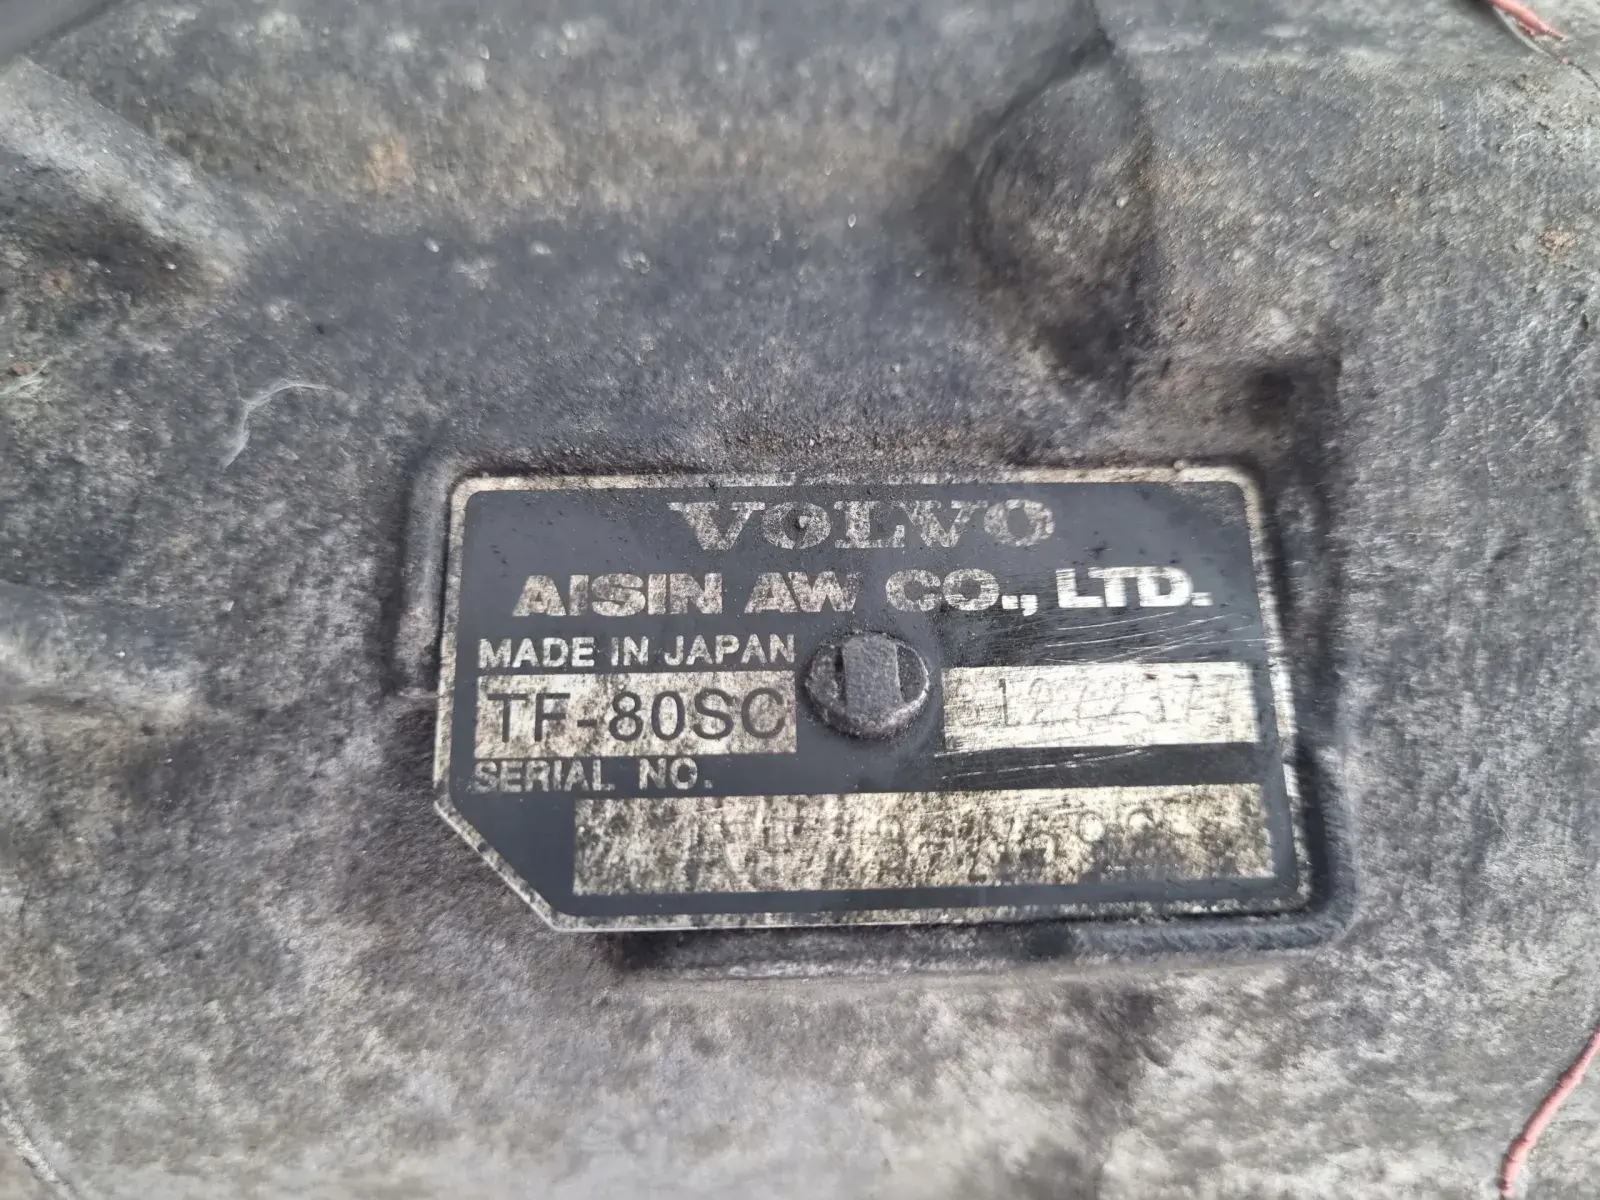 VOLVO
AISIN AW CO., LTD.
MADE IN JAPAN
TF-80SC
SERIAL NO.